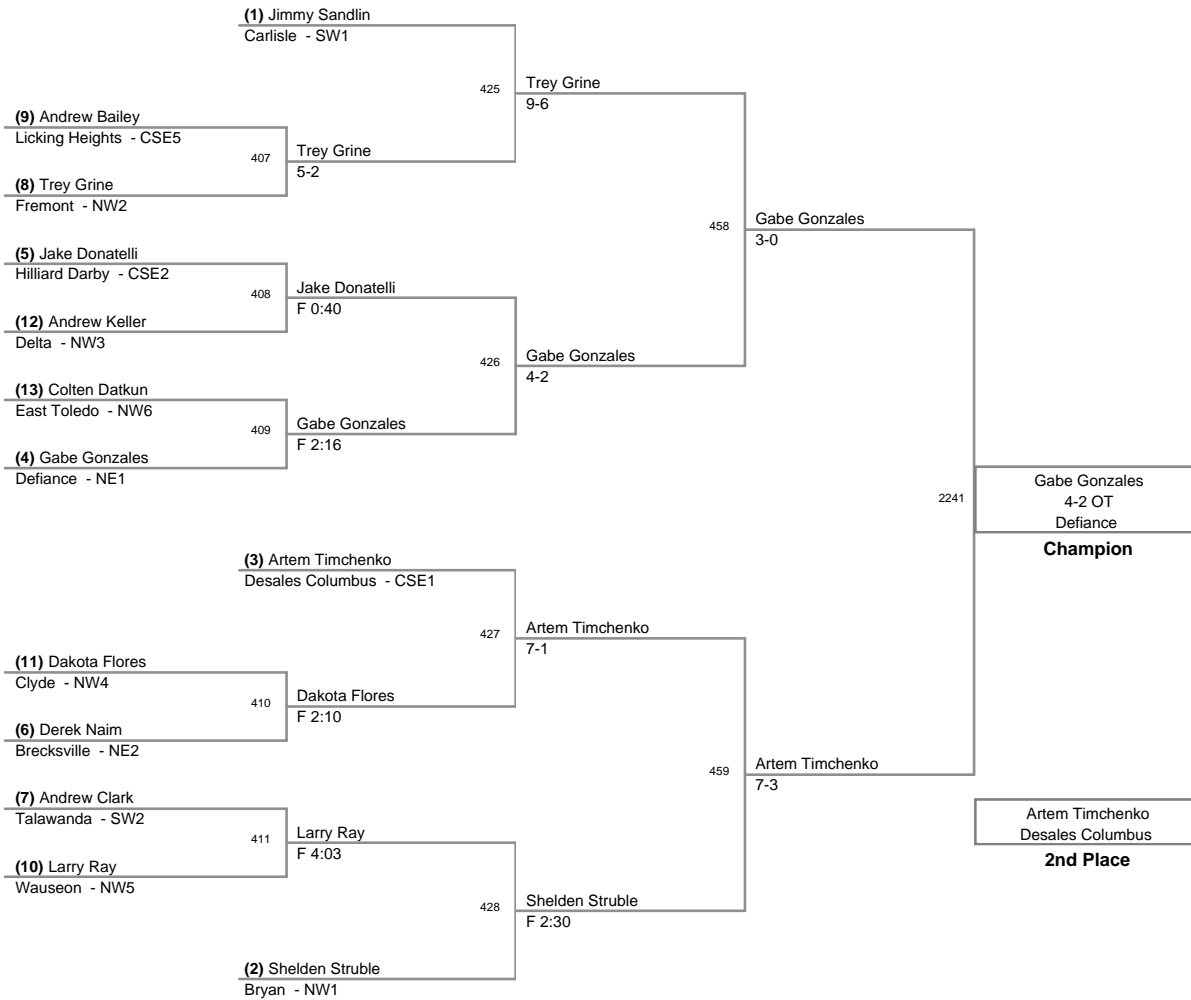 (1) Jimmy Sandlin
Carlisle - SW1
425
Trey Grine
9-6
(9) Andrew Bailey
Licking Heights - CSE5
407
Trey Grine
5-2
(8) Trey Grine
Fremont - NW2
458
Gabe Gonzales
3-0
(5) Jake Donatelli
Hilliard Darby - CSE2
408
Jake Donatelli
F 0:40
(12) Andrew Keller
Delta - NW3
426
Gabe Gonzales
4-2
(13) Colten Datkun
East Toledo - NW6
409
Gabe Gonzales
F 2:16
(4) Gabe Gonzales
Defiance - NE1
2241
Gabe Gonzales
4-2 OT
Defiance
Champion
(3) Artem Timchenko
Desales Columbus - CSE1
427
Artem Timchenko
7-1
(11) Dakota Flores
Clyde - NW4
410
Dakota Flores
F 2:10
(6) Derek Naim
Brecksville - NE2
459
Artem Timchenko
7-3
(7) Andrew Clark
Talawanda - SW2
411
Larry Ray
F 4:03
(10) Larry Ray
Wauseon - NW5
Artem Timchenko
Desales Columbus
2nd Place
428
Shelden Struble
F 2:30
(2) Shelden Struble
Bryan - NW1